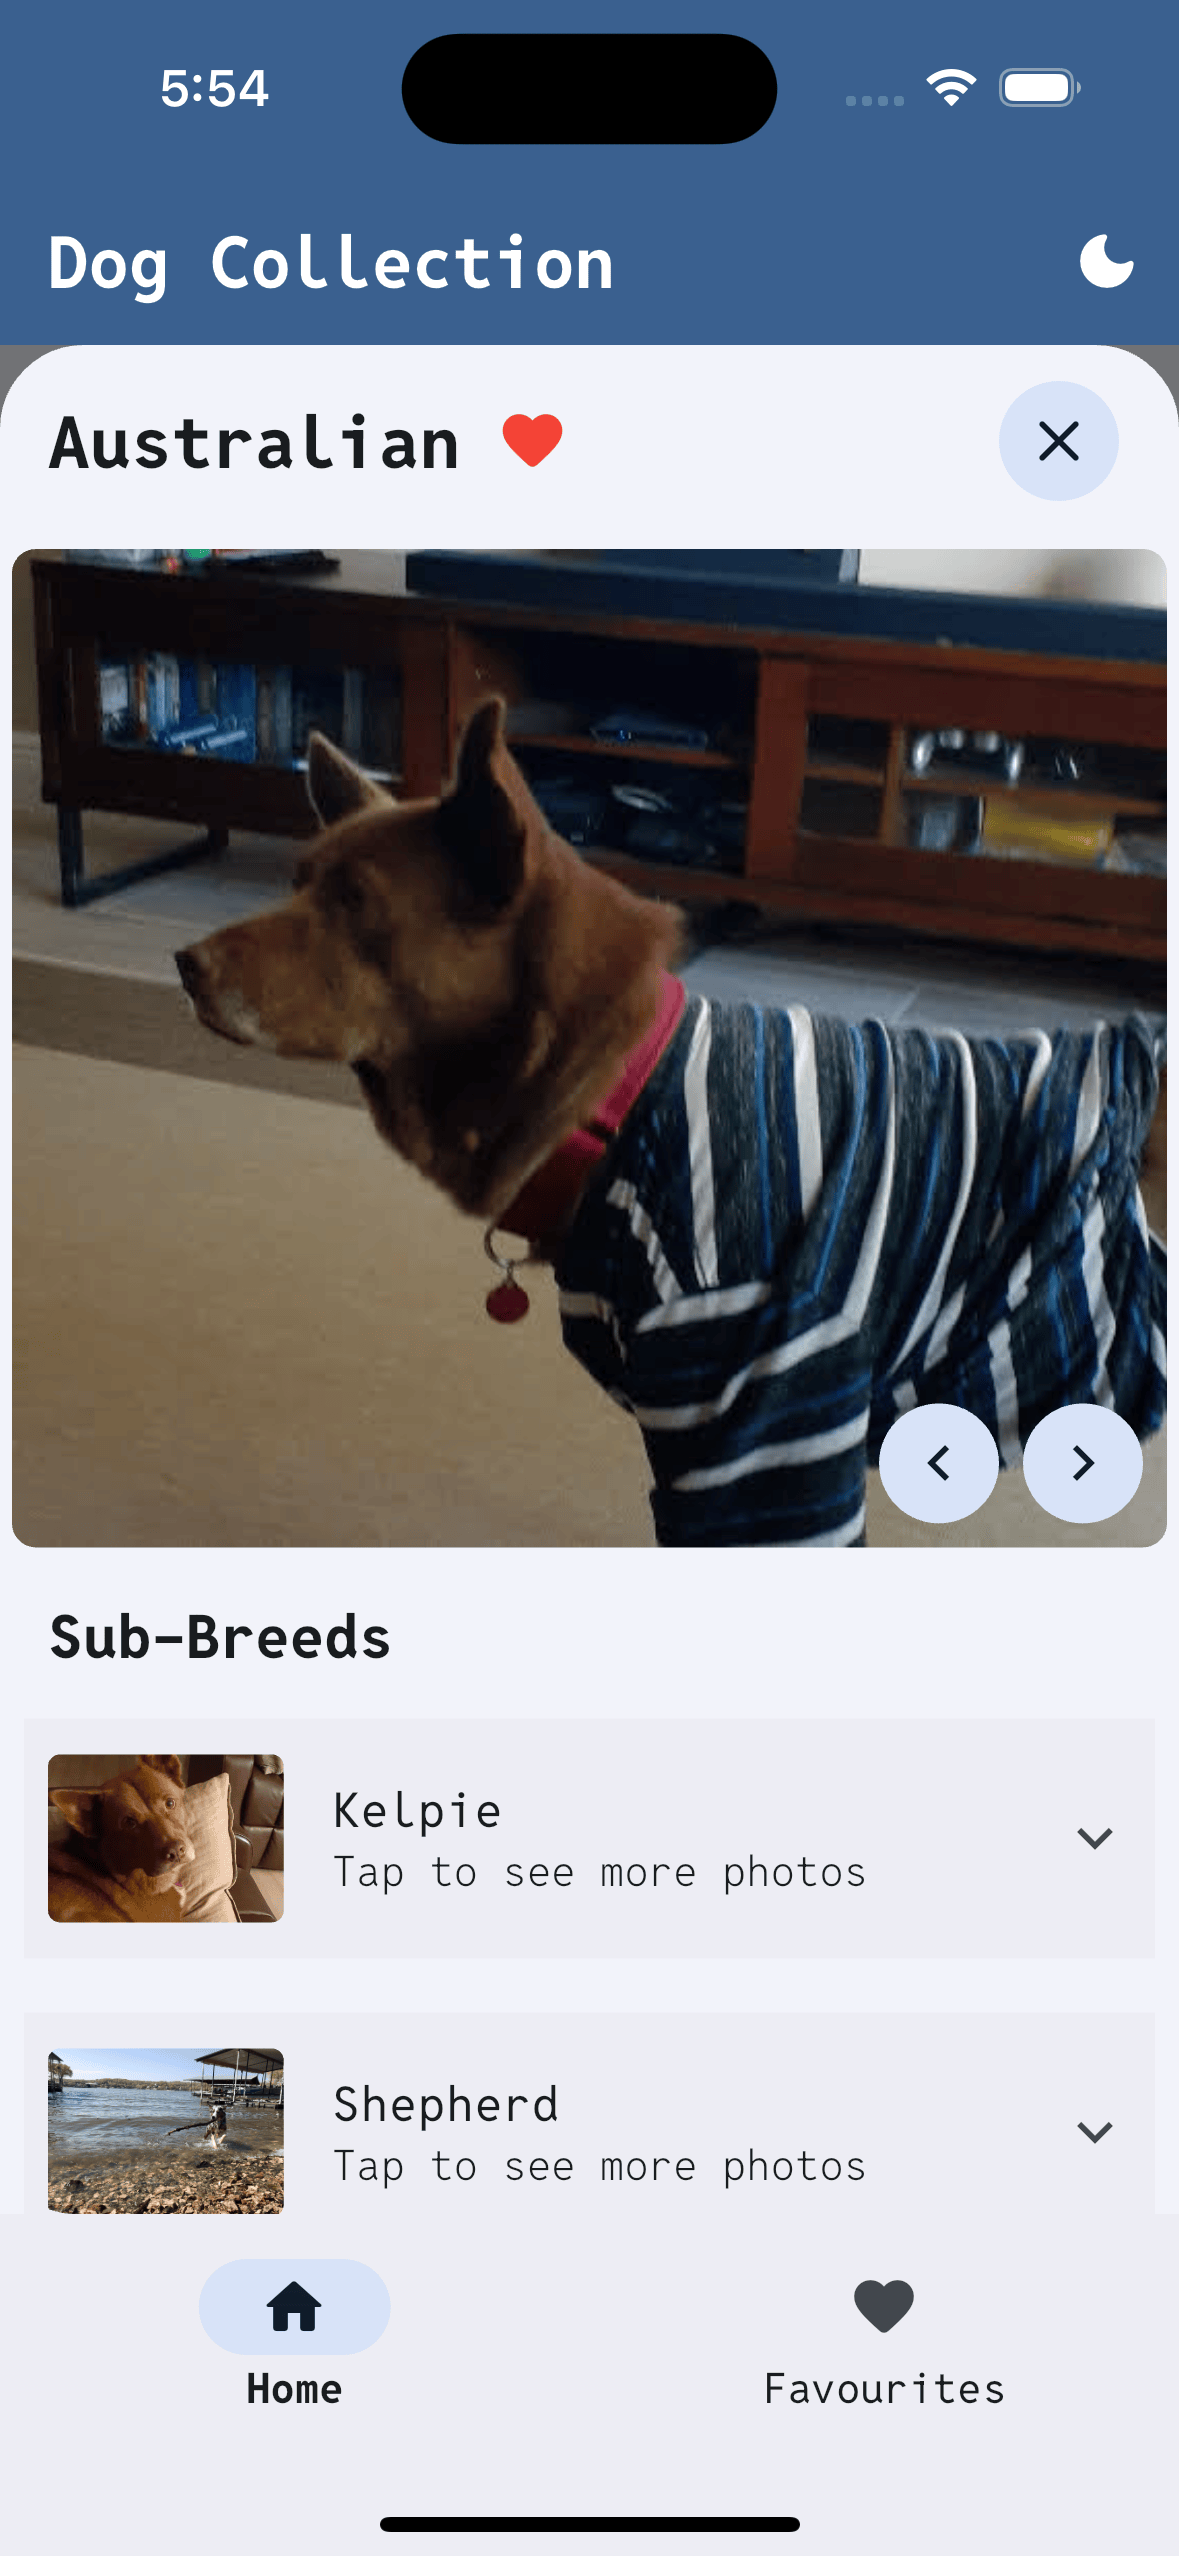 5:54
Dog Collection
Australian
Sub-Breeds
Kelpie
Tap to see more photos
Shepherd
Tap to see more photos
Home
Favourites